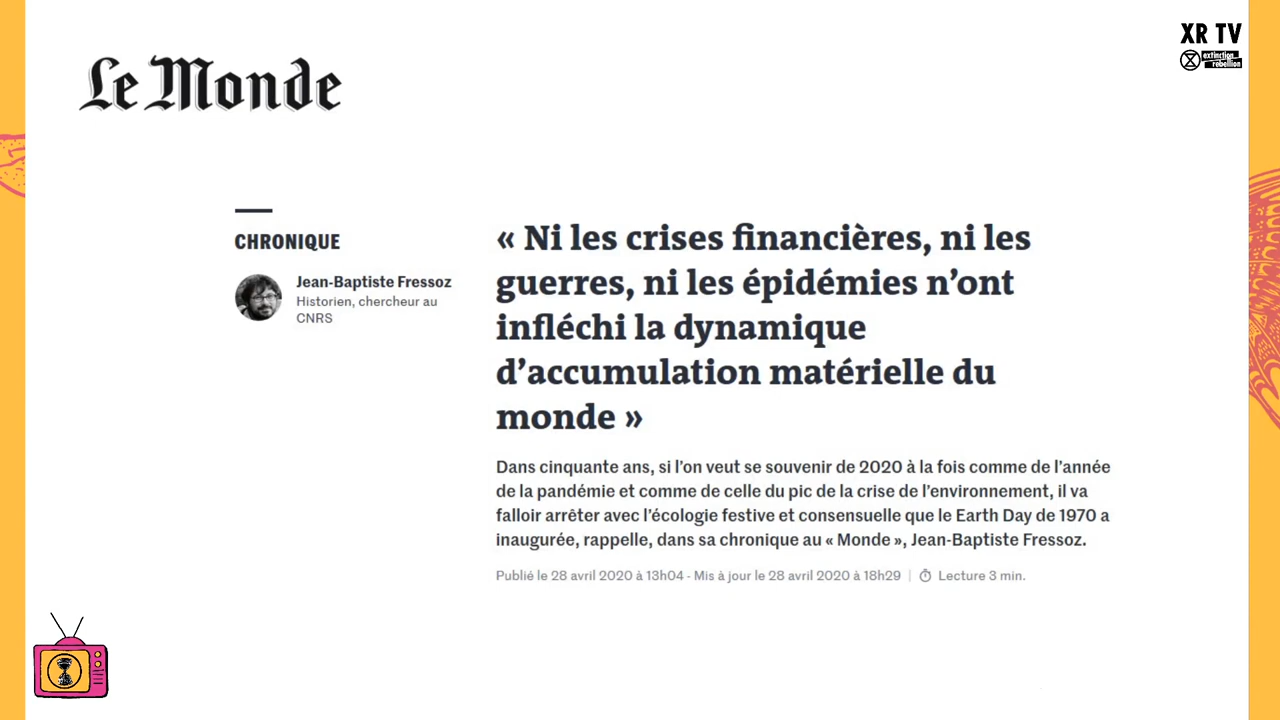 XR TV
extinction
rebellion
Le Monde
CHRONIQUE
Jean-Baptiste Fressoz
Historien, chercheur au
CNRS
« Ni les crises financières, ni les
guerres, ni les épidémies n’ont
infléchi la dynamique
d’accumulation matérielle du
monde »
Dans cinquante ans, si l’on veut se souvenir de 2020 à la fois comme de l’année
de la pandémie et comme de celle du pic de la crise de l’environnement, il va
falloir arrêter avec l’écologie festive et consensuelle que le Earth Day de 1970 a
inaugurée, rappelle, dans sa chronique au « Monde », Jean-Baptiste Fressoz.
Publié le 28 avril 2020 à 13h04 - Mis à jour le 28 avril 2020 à 18h29 | Lecture 3 min.